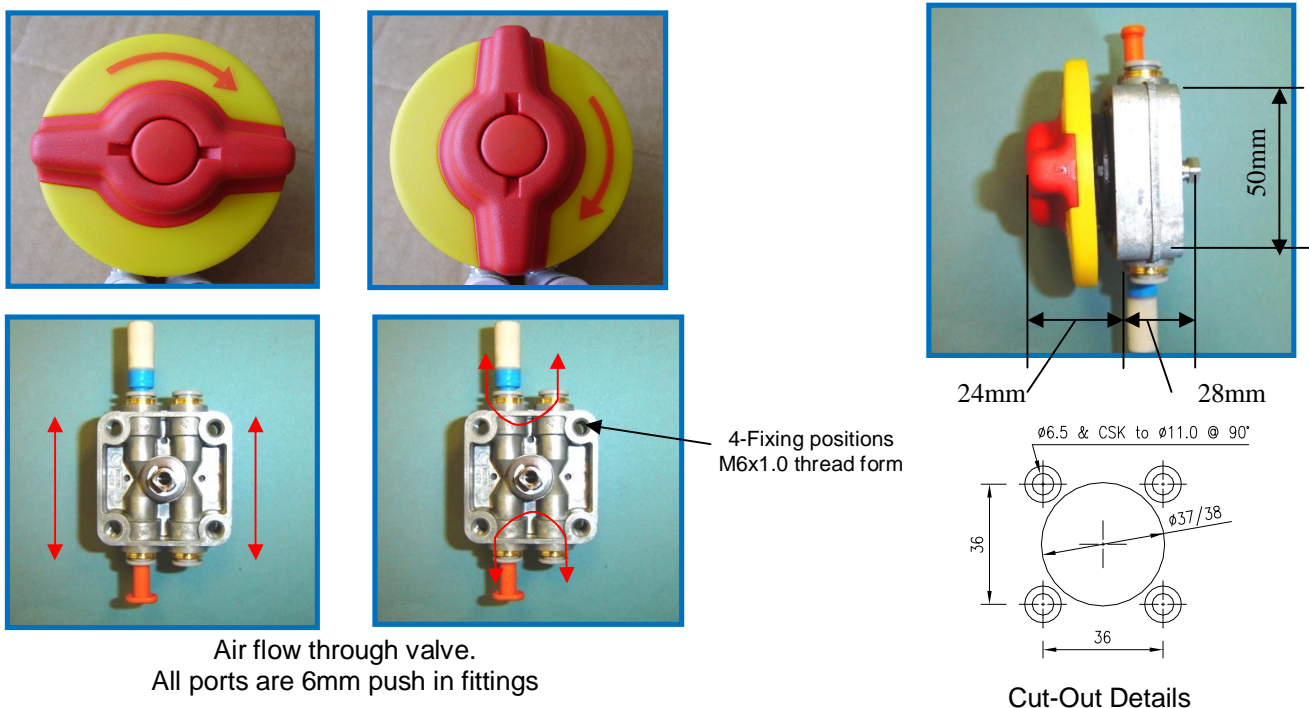 50mm
24mm
28mm
4-Fixing positions
M6x1.0 thread form
ø6.5 & CSK to ø11.0 @ 90°
ø37/38
36
36
Air flow through valve.
All ports are 6mm push in fittings
Cut-Out Details